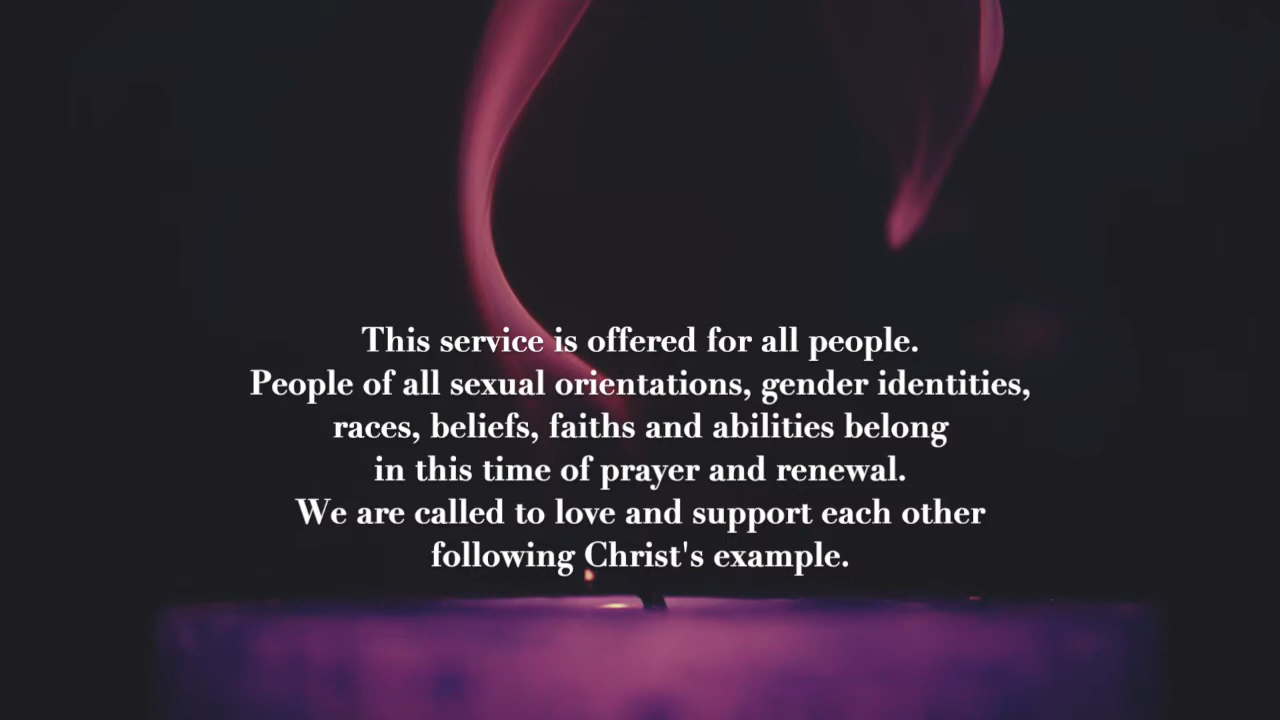 This service is offered for all people.
People of all sexual orientations, gender identities,
races, beliefs, faiths and abilities belong
in this time of prayer and renewal.
We are called to love and support each other
following Christ's example.